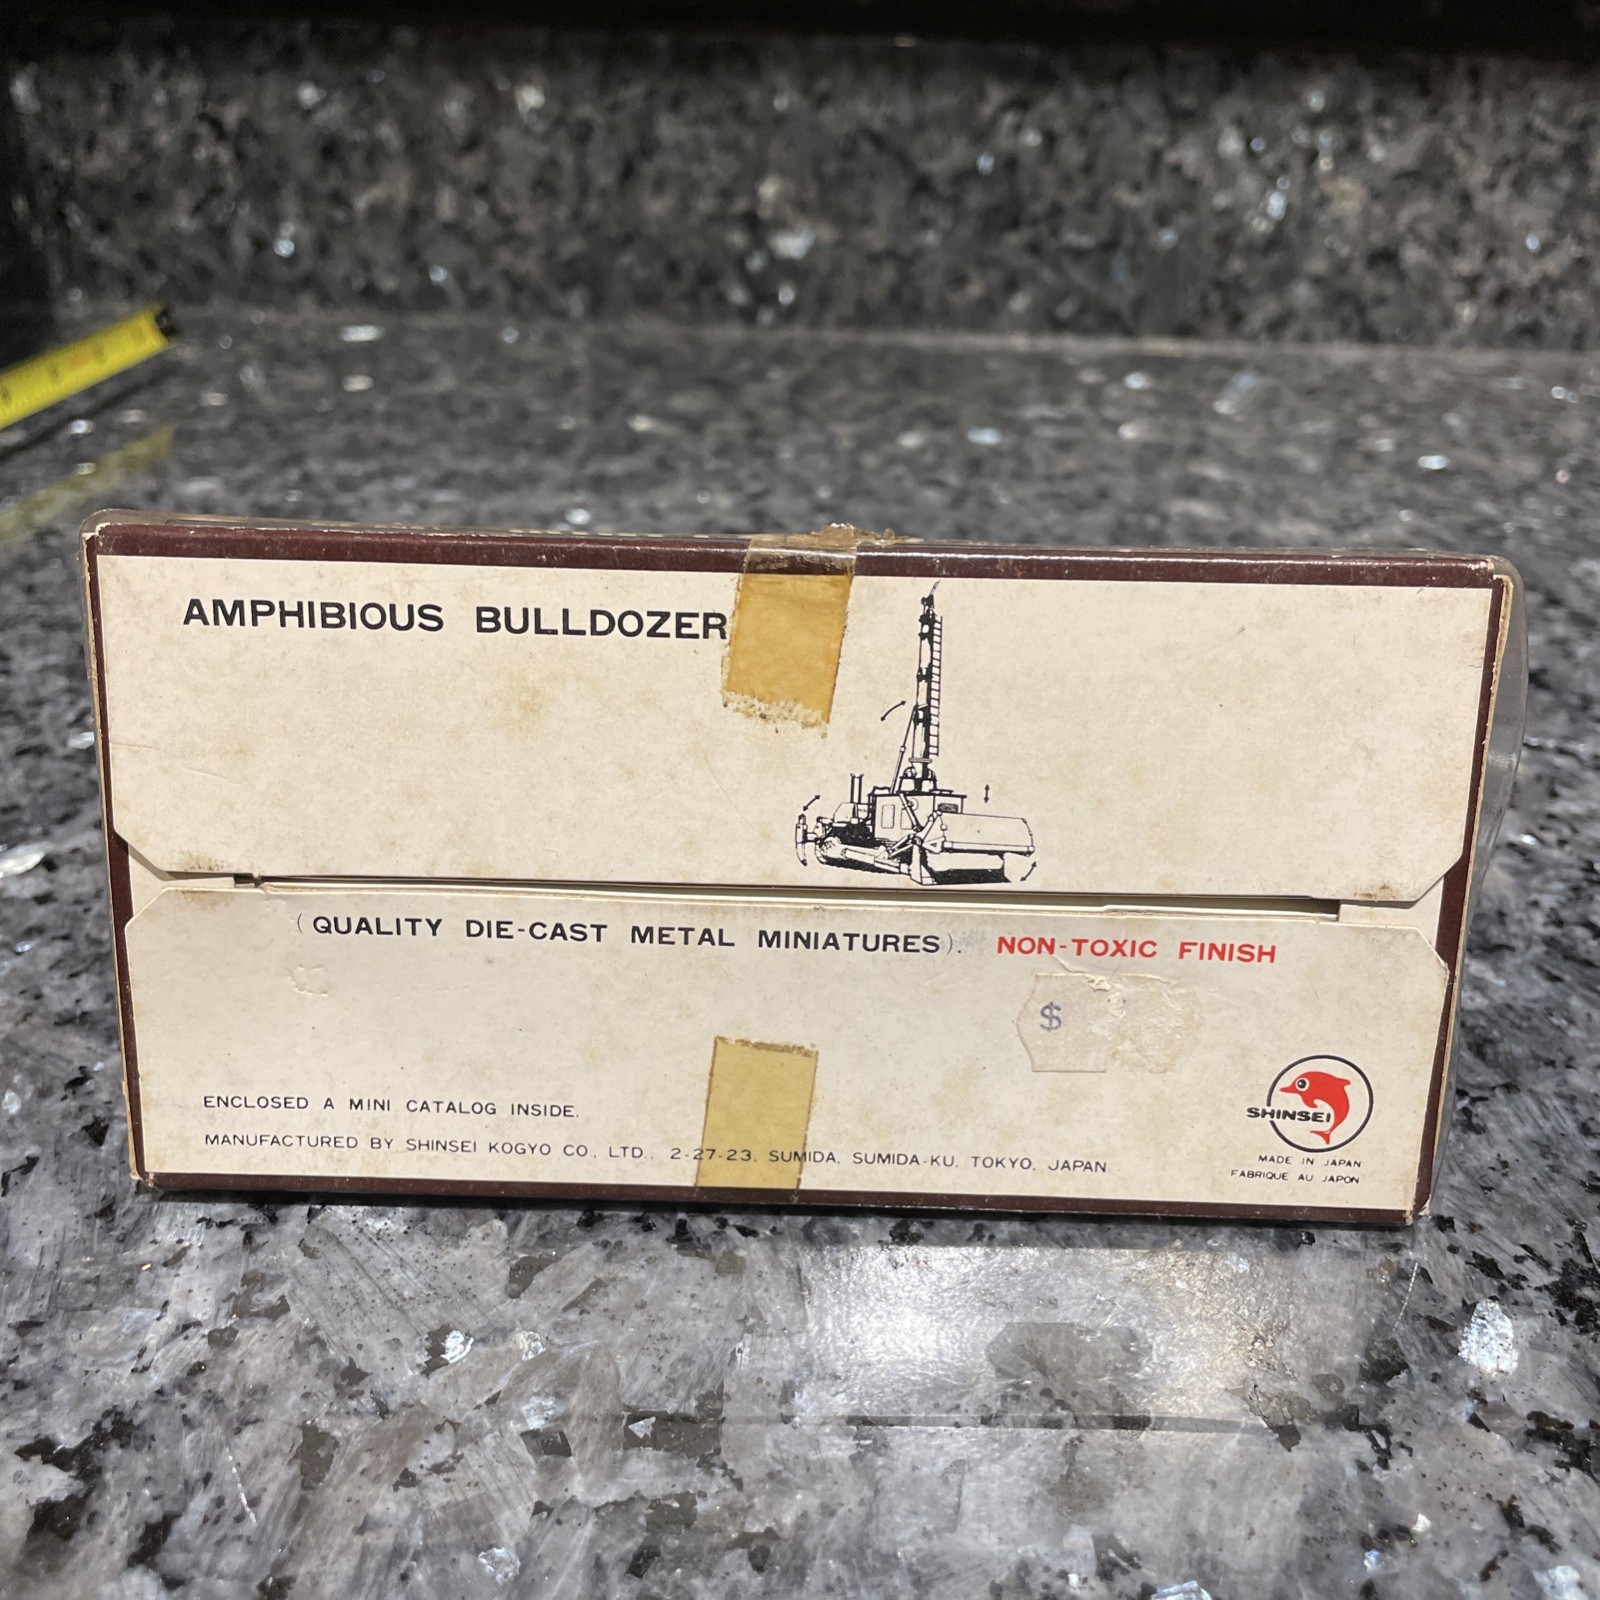 AMPHIBIOUS BULLDOZER
(QUALITY DIE-CAST METAL MINIATURES). NON-TOXIC FINISH
$
ENCLOSED A MINI CATALOG INSIDE.
MANUFACTURED BY SHINSEI KOGYO CO., LTD., 2-27-23, SUMIDA, SUMIDA-KU, TOKYO, JAPAN
SHINSEI
MADE IN JAPAN
FABRIQUE AU JAPON